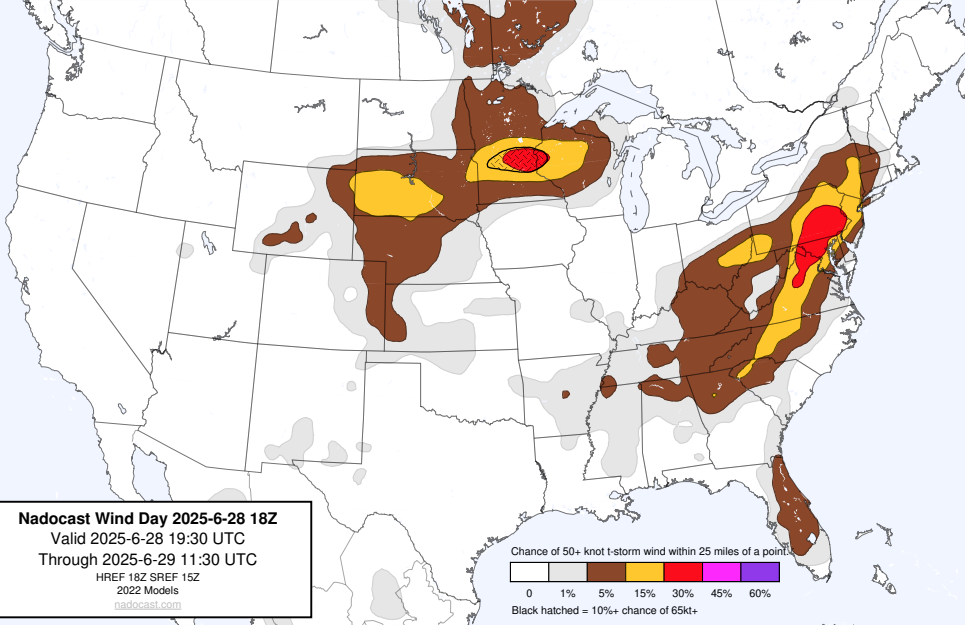 Nadocast Wind Day 2025-6-28 18Z
Valid 2025-6-28 19:30 UTC
Through 2025-6-29 11:30 UTC
HREF 18Z SREF 15Z
2022 Models
nadocast.com
Chance of 50+ knot t-storm wind within 25 miles of a point.
0 1% 5% 15% 30% 45% 60%
Black hatched = 10%+ chance of 65kt+